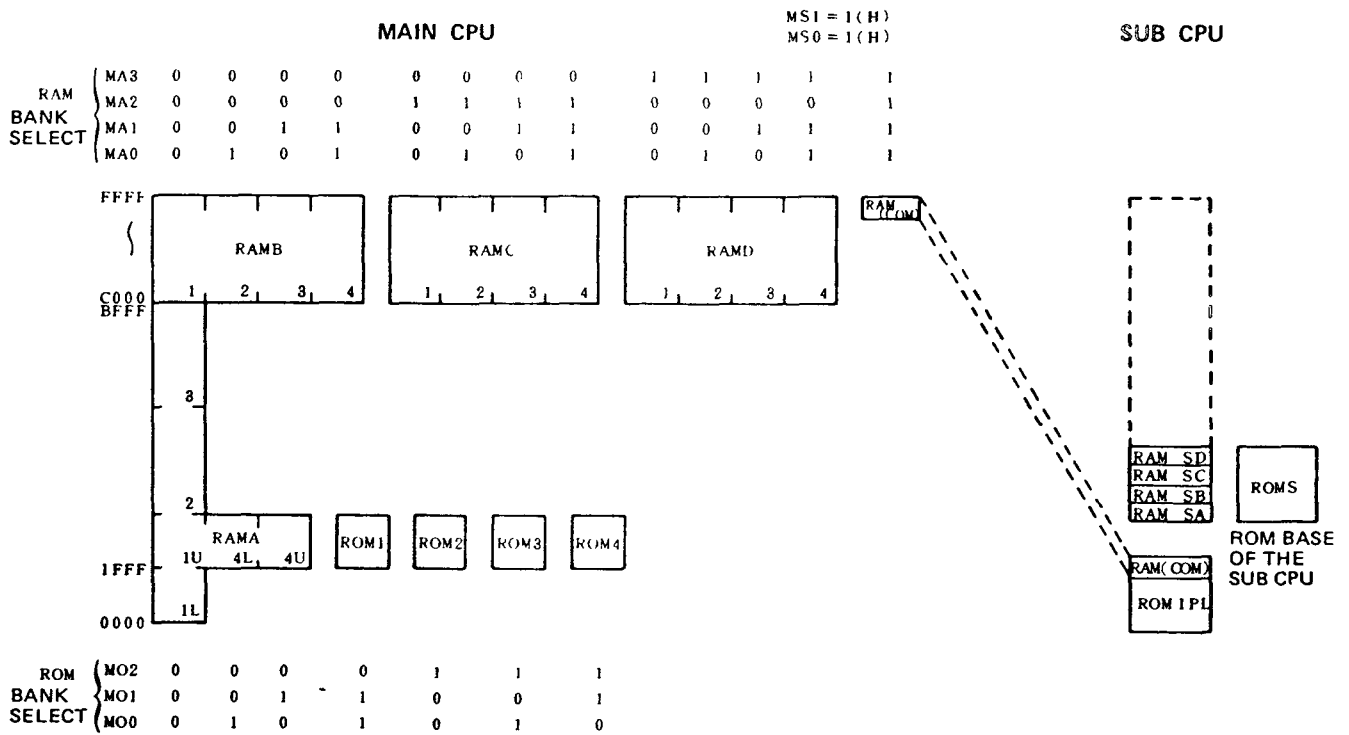 MS1 = 1(H)
MS0 = 1(H)
MAIN CPU
SUB CPU
RAM
BANK
SELECT
MA3 0 0 0 0 0 0 0 0 1 1 1 1 1
MA2 0 0 0 0 1 1 1 1 0 0 0 0 1
MA1 0 0 1 1 0 0 1 1 0 0 1 1 1
MA0 0 1 0 1 0 1 0 1 0 1 0 1 1
FFFF
RAMB
RAMC
RAMD
RAM
(COM)
1 2 3 4
1 2 3 4
1 2 3 4
C000
BFFF
3
2
RAMA
1U 4L 4U
ROM1
ROM2
ROM3
ROM4
1FFF
1L
0000
RAM SD
RAM SC
RAM SB
RAM SA
ROMS
ROM BASE
OF THE
SUB CPU
RAM(COM)
ROM IPL
ROM
BANK
SELECT
MO2 0 0 0 0 1 1 1
MO1 0 0 1 1 0 0 1
MO0 0 1 0 1 0 1 0